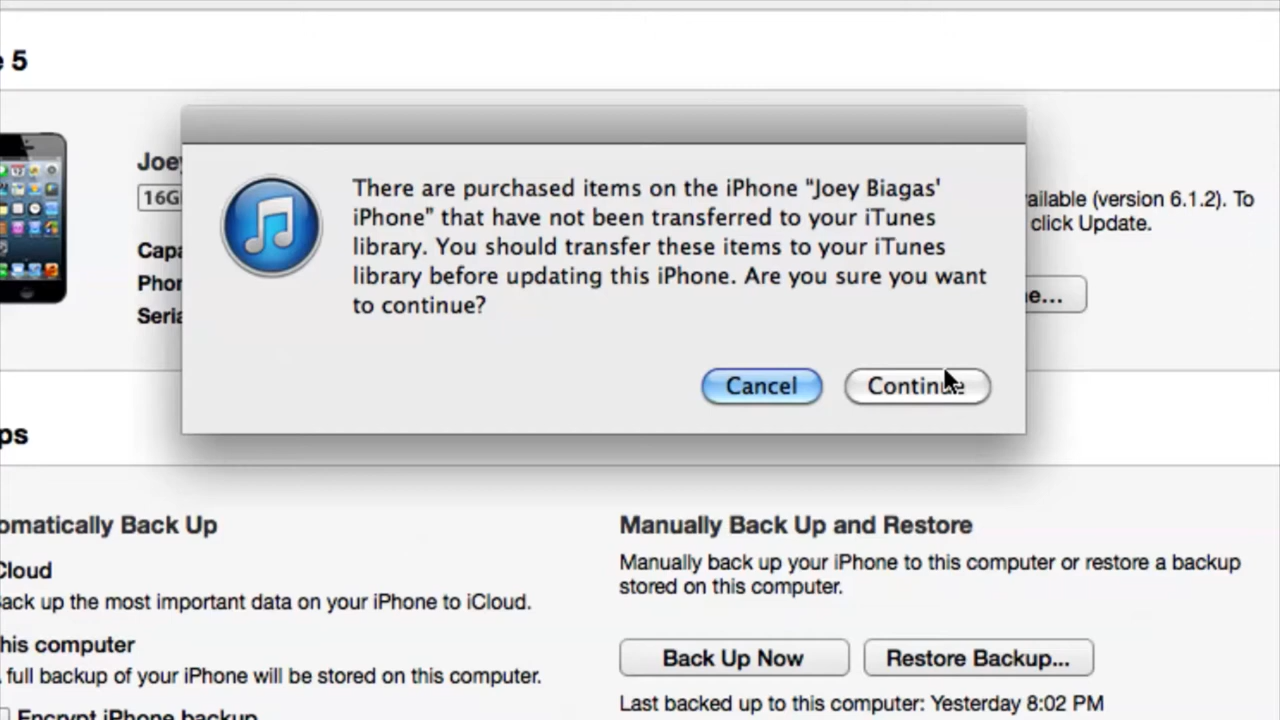 5
Joey
16G
Capa
Phon
Seria
There are purchased items on the iPhone "Joey Biagas'
iPhone" that have not been transferred to your iTunes
library. You should transfer these items to your iTunes
library before updating this iPhone. Are you sure you want
to continue?
Cancel
Continue
ailable (version 6.1.2). To
click Update.
e...
ps
omatically Back Up
Cloud
Back up the most important data on your iPhone to iCloud.
his computer
full backup of your iPhone will be stored on this computer.
Encrypt iPhone backup
Manually Back Up and Restore
Manually back up your iPhone to this computer or restore a backup
stored on this computer.
Back Up Now
Restore Backup...
Last backed up to this computer: Yesterday 8:02 PM